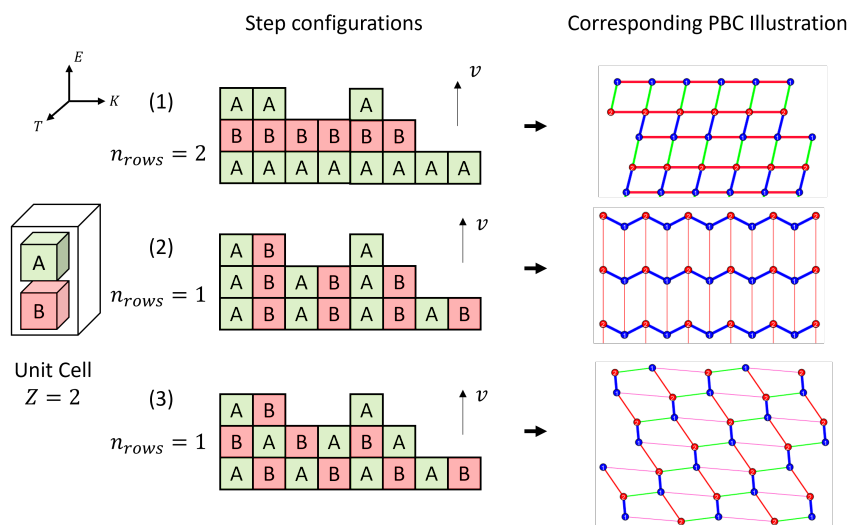 Step configurations
Corresponding PBC Illustration
E
K
T
(1)
n_rows = 2
A A A
B B B B B B
A A A A A A A A
v
(2)
n_rows = 1
A B A
A B A B A B
A B A B A B A B
v
A
B
Unit Cell
Z = 2
(3)
n_rows = 1
A B A
B A B A B A
A B A B A B A B
v